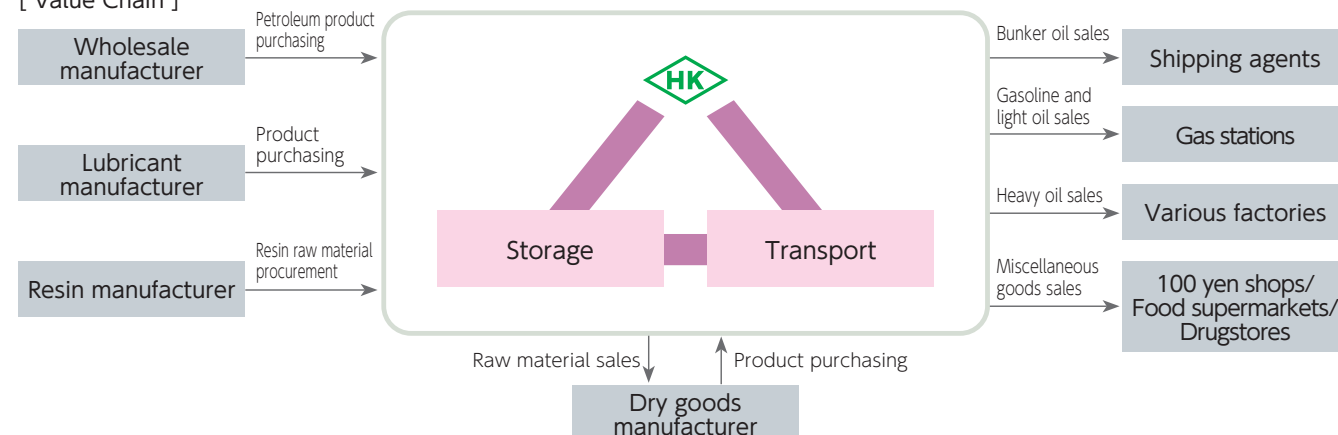 [ Value Chain ]
Wholesale
manufacturer
Petroleum product
purchasing
Lubricant
manufacturer
Product
purchasing
Resin manufacturer
Resin raw material
procurement
HK
Storage
Transport
Bunker oil sales
Shipping agents
Gasoline and
light oil sales
Gas stations
Heavy oil sales
Various factories
Miscellaneous
goods sales
100 yen shops/
Food supermarkets/
Drugstores
Raw material sales
Product purchasing
Dry goods
manufacturer